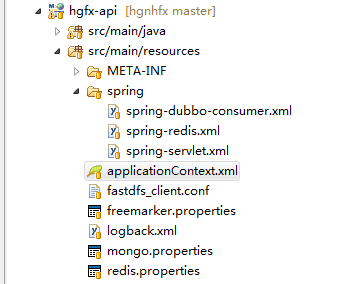 hgfx-api [hgnhfx master]
src/main/java
src/main/resources
META-INF
spring
spring-dubbo-consumer.xml
spring-redis.xml
spring-servlet.xml
applicationContext.xml
fastdfs_client.conf
freemarker.properties
logback.xml
mongo.properties
redis.properties